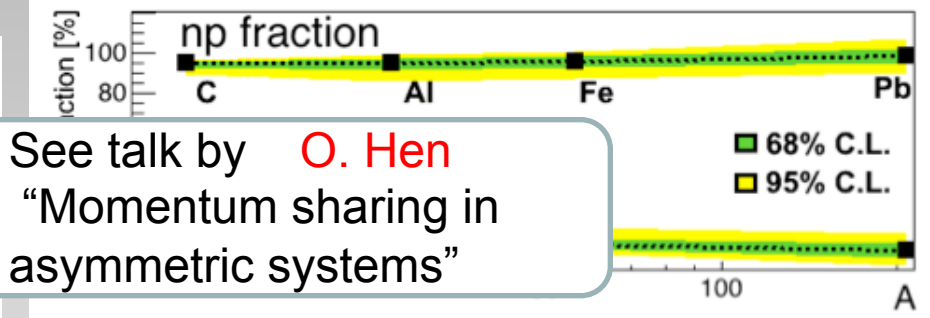 np fraction
100
80
C Al Fe Pb
68% C.L.
95% C.L.
See talk by O. Hen
“Momentum sharing in
asymmetric systems”
100
A